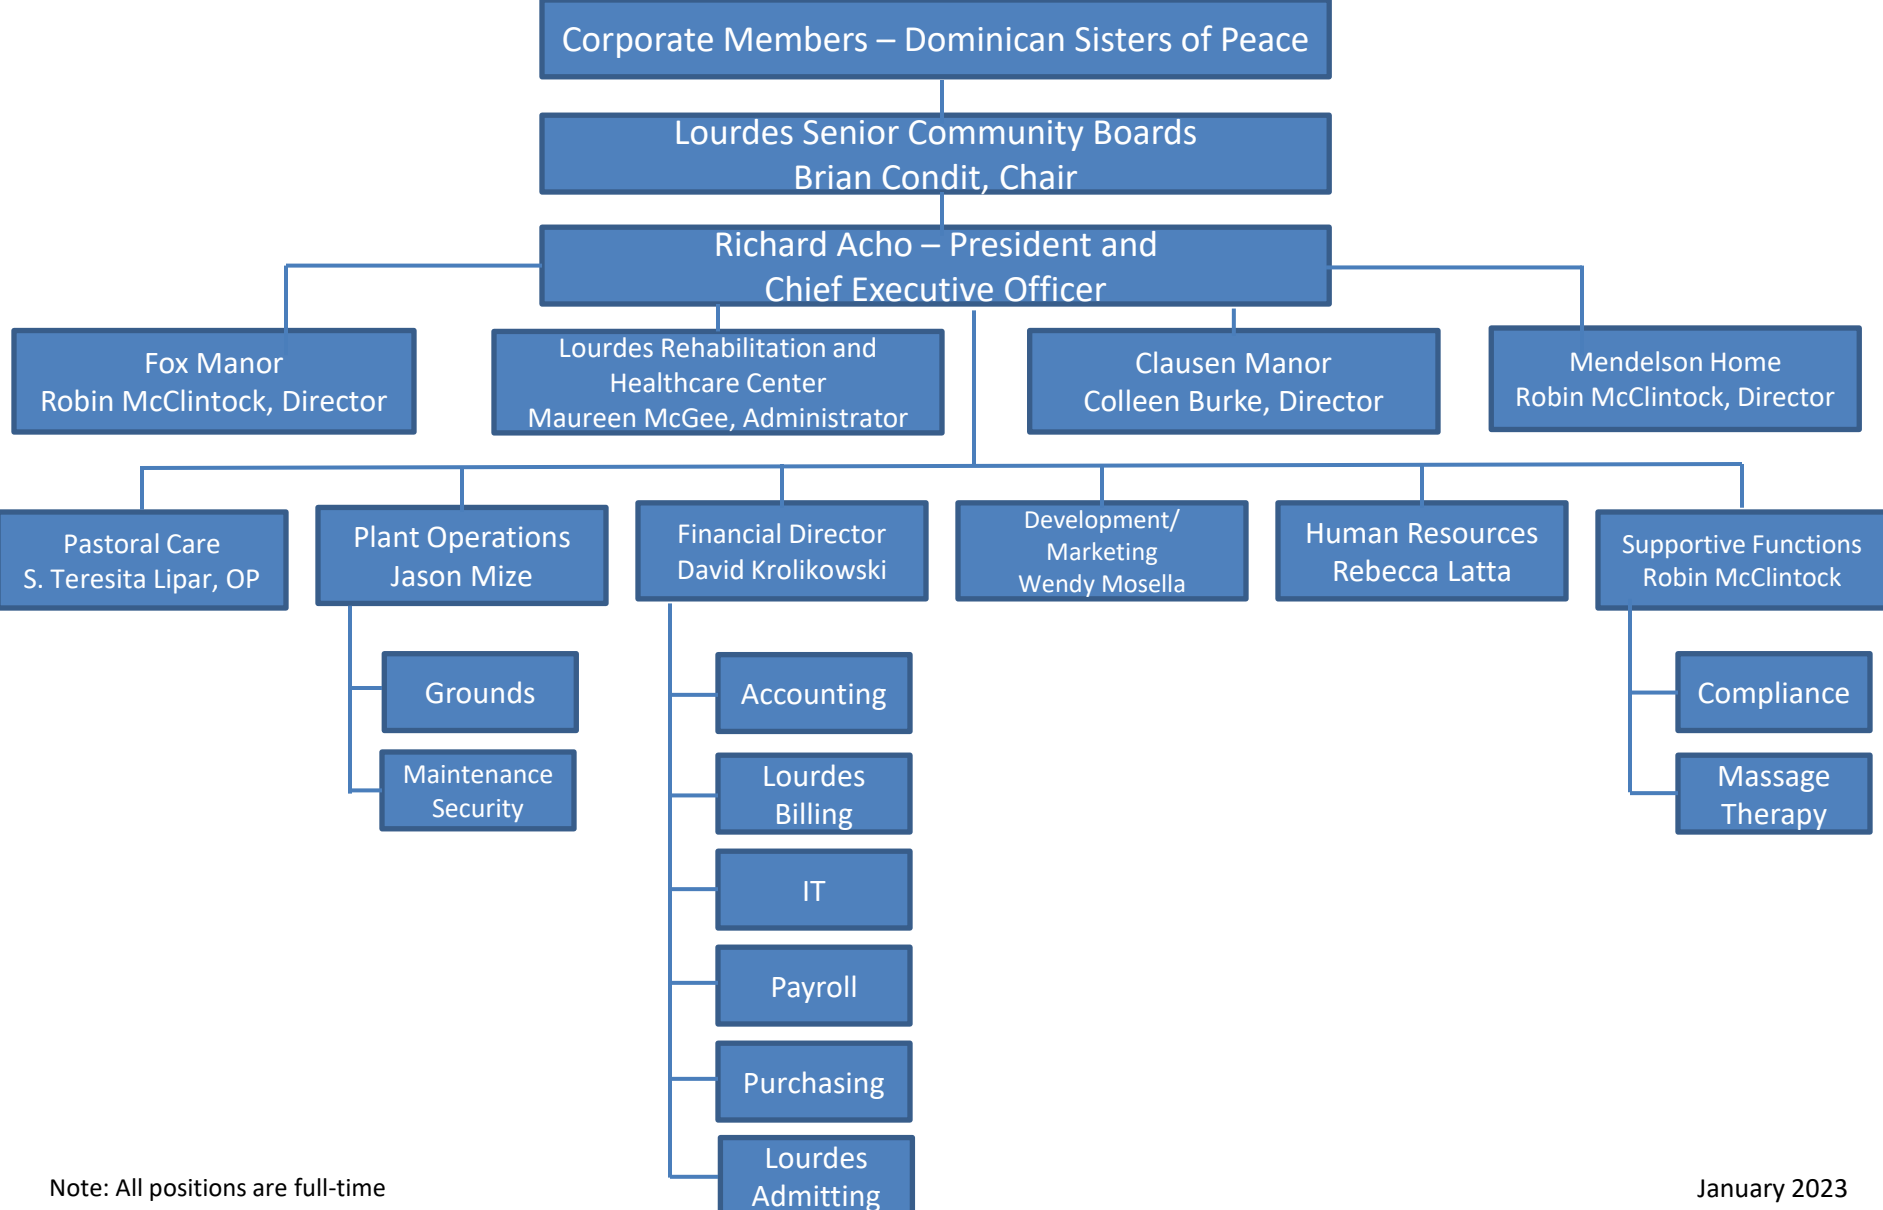 Corporate Members – Dominican Sisters of Peace
Lourdes Senior Community Boards
Brian Condit, Chair
Richard Acho – President and
Chief Executive Officer
Fox Manor
Robin McClintock, Director
Lourdes Rehabilitation and
Healthcare Center
Maureen McGee, Administrator
Clausen Manor
Colleen Burke, Director
Mendelson Home
Robin McClintock, Director
Pastoral Care
S. Teresita Lipar, OP
Plant Operations
Jason Mize
Financial Director
David Krolikowski
Development/
Marketing
Wendy Mosella
Human Resources
Rebecca Latta
Supportive Functions
Robin McClintock
Grounds
Maintenance
Security
Accounting
Lourdes
Billing
IT
Payroll
Purchasing
Lourdes
Admitting
Compliance
Massage
Therapy
Note: All positions are full-time
January 2023